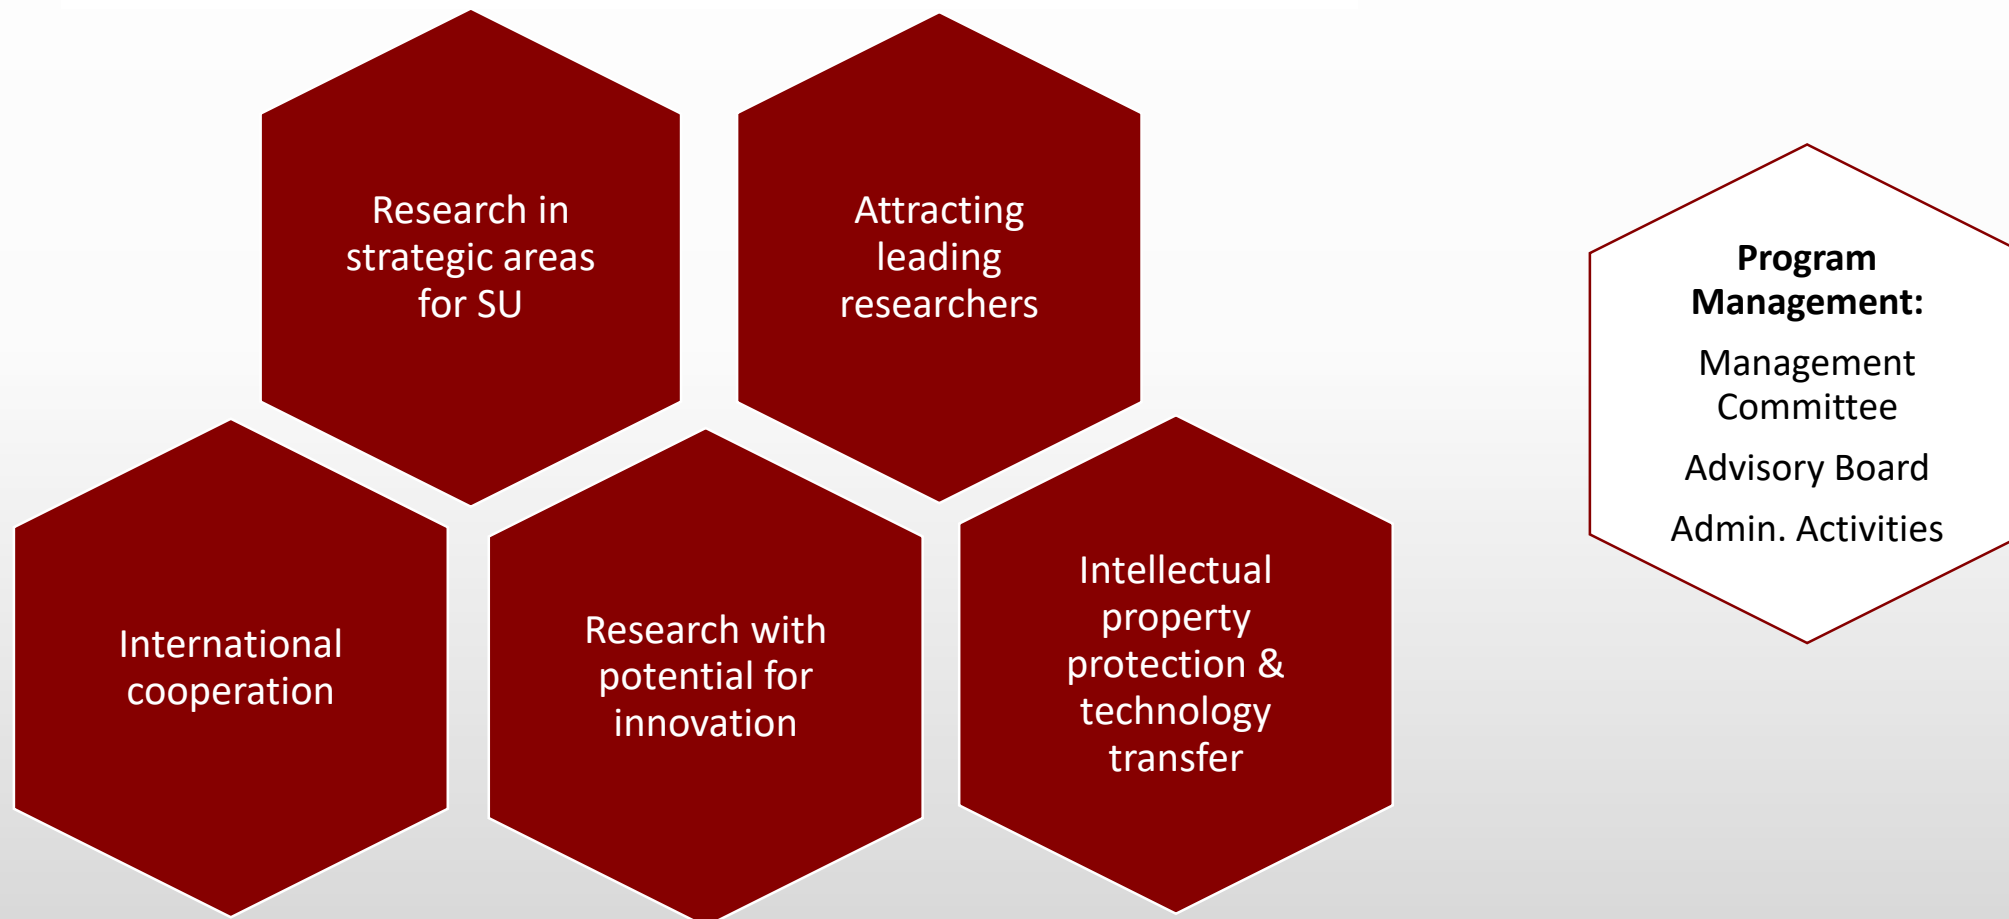 Research in
strategic areas
for SU
Attracting
leading
researchers
International
cooperation
Research with
potential for
innovation
Intellectual
property
protection &
technology
transfer
Program
Management:
Management
Committee
Advisory Board
Admin. Activities